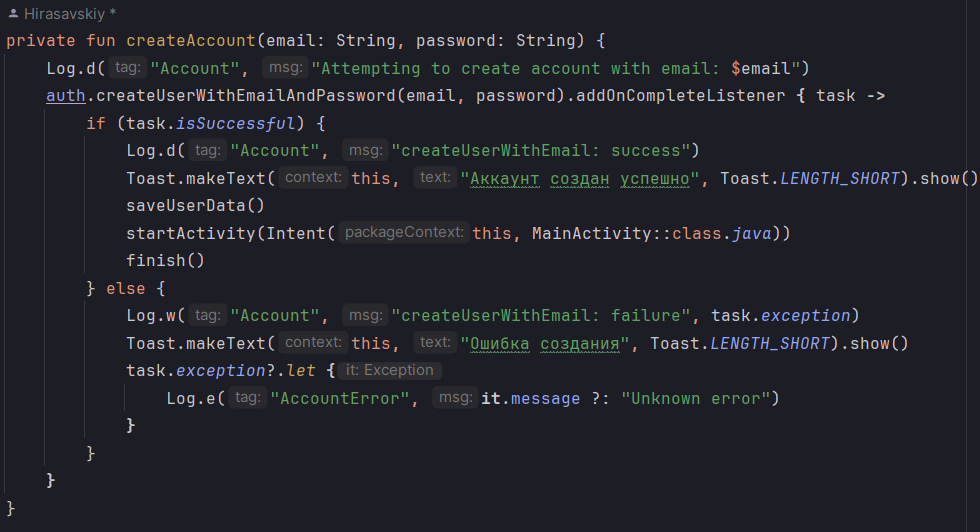 Hirasavskiy *
private fun createAccount(email: String, password: String) {
Log.d( tag: "Account", msg: "Attempting to create account with email: $email")
auth.createUserWithEmailAndPassword(email, password).addOnCompleteListener { task ->
if (task.isSuccessful) {
Log.d( tag: "Account", msg: "createUserWithEmail: success")
Toast.makeText( context: this, text: "Аккаунт создан успешно", Toast.LENGTH_SHORT).show()
saveUserData()
startActivity(Intent( packageContext: this, MainActivity::class.java))
finish()
} else {
Log.w( tag: "Account", msg: "createUserWithEmail: failure", task.exception)
Toast.makeText( context: this, text: "Ошибка создания", Toast.LENGTH_SHORT).show()
task.exception?.let { it: Exception
Log.e( tag: "AccountError", msg: it.message ?: "Unknown error")
}
}
}
}